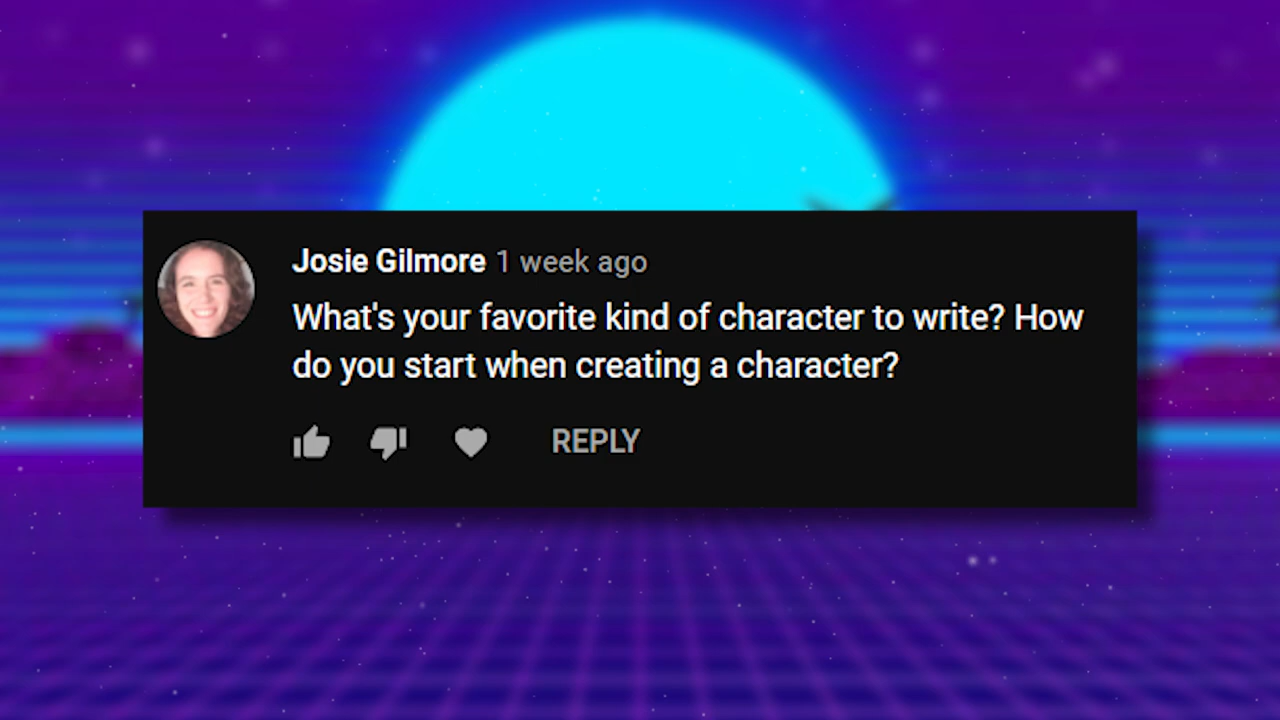 Josie Gilmore 1 week ago
What's your favorite kind of character to write? How
do you start when creating a character?
REPLY